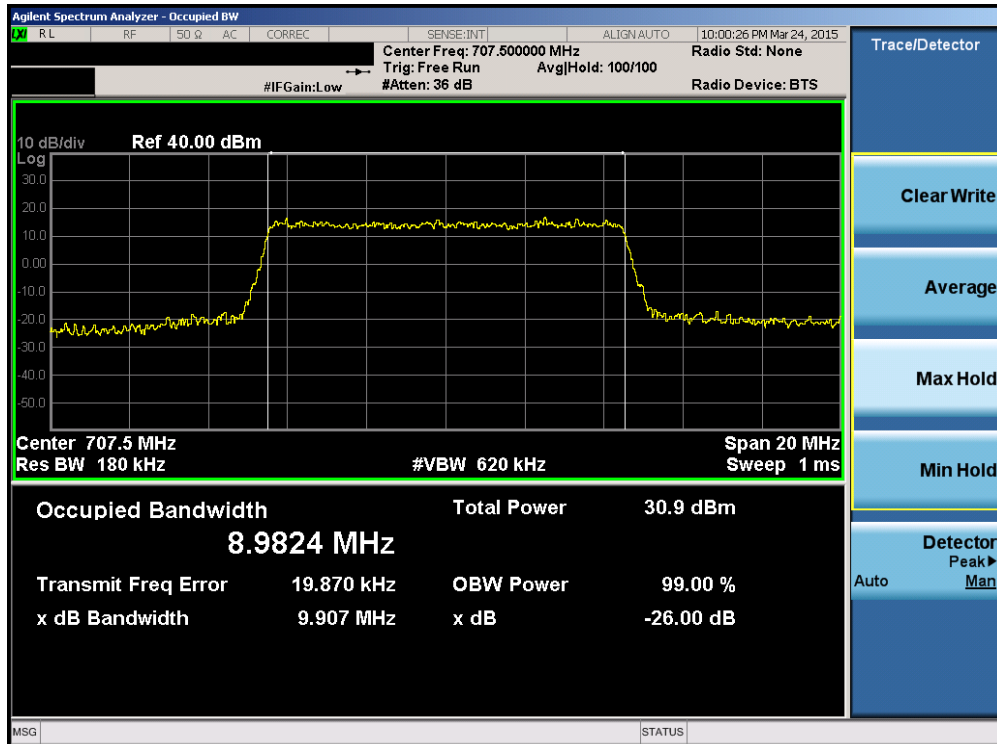 Agilent Spectrum Analyzer - Occupied BW
LXI RL RF 50 Ω AC CORREC SENSE:INT ALIGN AUTO 10:00:26 PM Mar 24, 2015
Trace/Detector
Center Freq: 707.500000 MHz Radio Std: None
Trig: Free Run Avg|Hold: 100/100
#IFGain:Low #Atten: 36 dB Radio Device: BTS
10 dB/div Ref 40.00 dBm
Log
30.0
20.0
10.0
0.00
-10.0
-20.0
-30.0
-40.0
-50.0
Center 707.5 MHz Span 20 MHz
Res BW 180 kHz #VBW 620 kHz Sweep 1 ms
Occupied Bandwidth Total Power 30.9 dBm
8.9824 MHz
Transmit Freq Error 19.870 kHz OBW Power 99.00 %
x dB Bandwidth 9.907 MHz x dB -26.00 dB
Clear Write
Average
Max Hold
Min Hold
Detector
Peak▶
Auto Man
MSG STATUS